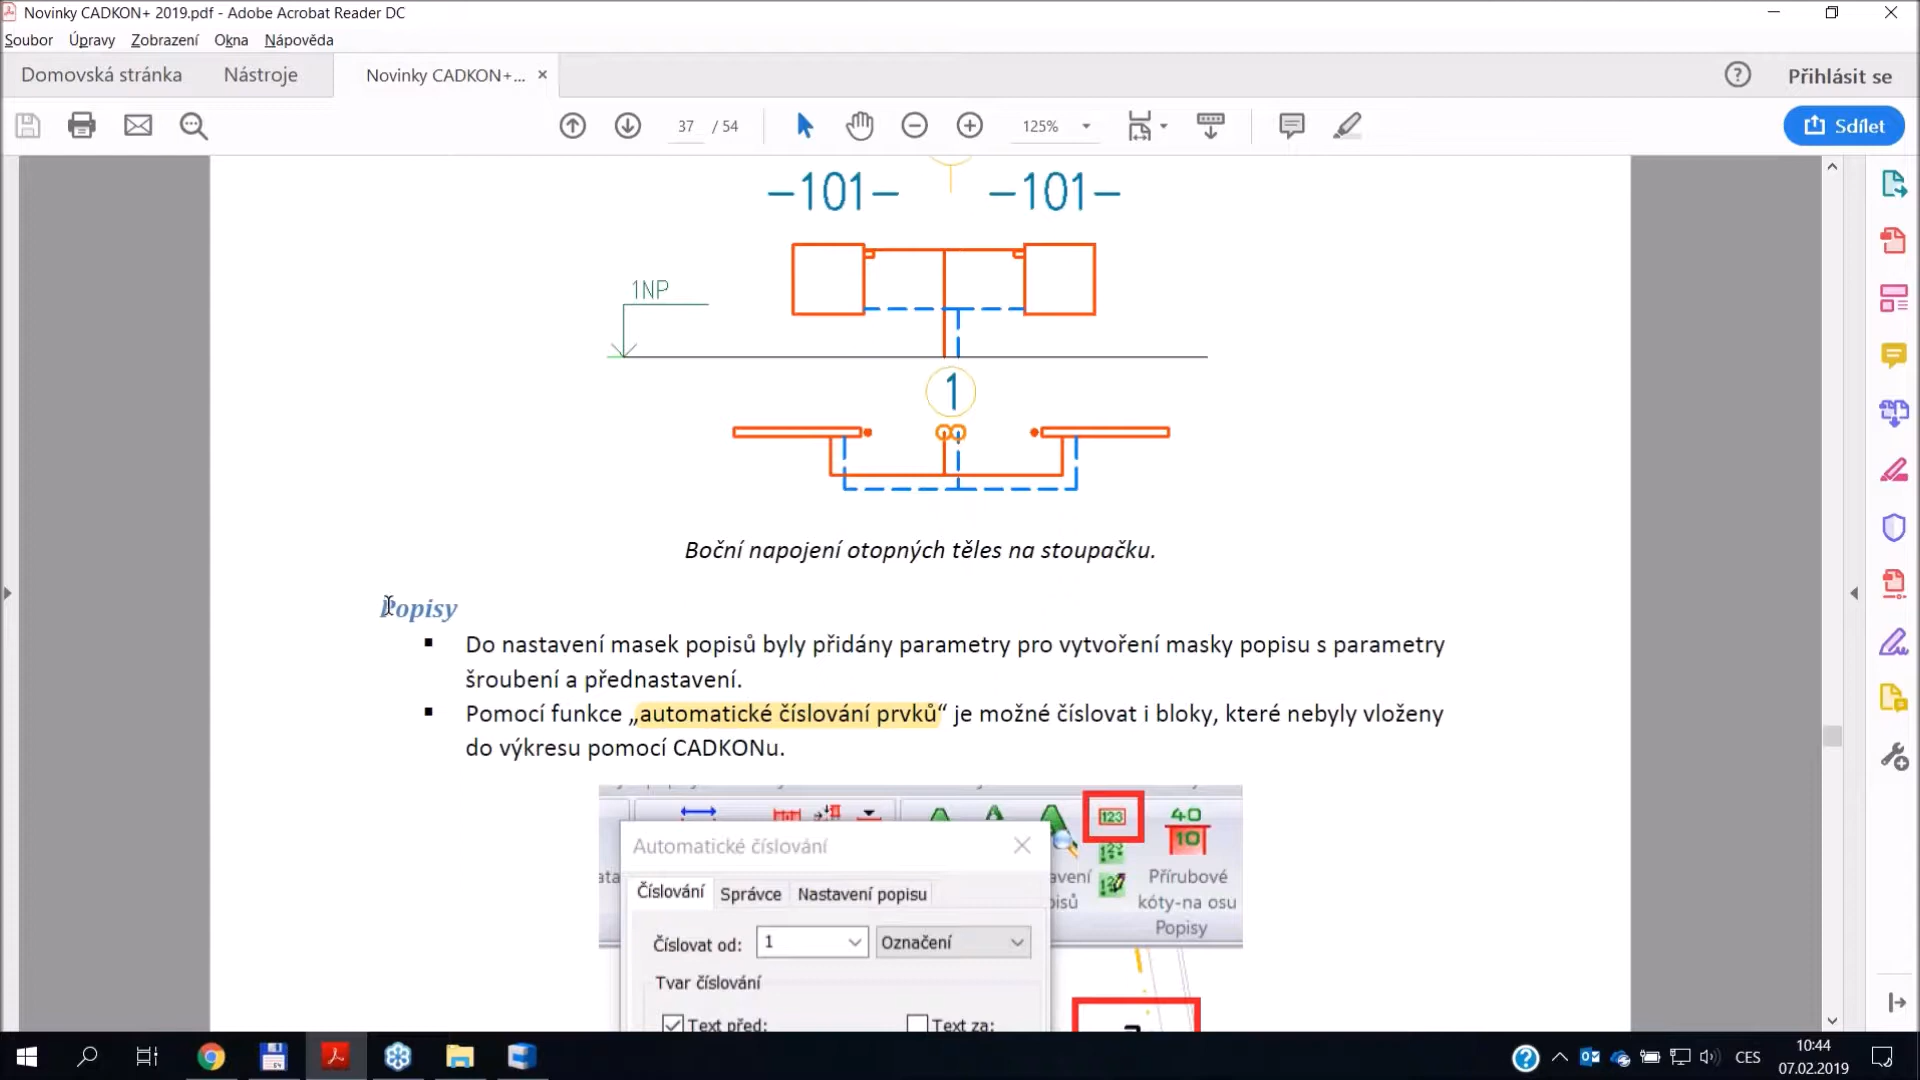 Novinky CADKON+ 2019.pdf - Adobe Acrobat Reader DC
Soubor Úpravy Zobrazení Okna Nápověda
Domovská stránka Nástroje Novinky CADKON+... × Přihlásit se
37 / 54 125% Sdílet
-101- -101-
1NP
1
Boční napojení otopných těles na stoupačku.
Popisy
▪ Do nastavení masek popisů byly přidány parametry pro vytvoření masky popisu s parametry
šroubení a přednastavení.
▪ Pomocí funkce „automatické číslování prvků“ je možné číslovat i bloky, které nebyly vloženy
do výkresu pomocí CADKONu.
123
40
10
Automatické číslování
Přírubové
kóty-na osu
Popisy
Číslování Správce Nastavení popisu
Číslovat od: 1 Označení
Tvar číslování
Text před: Text za:
CES
10:44
07.02.2019